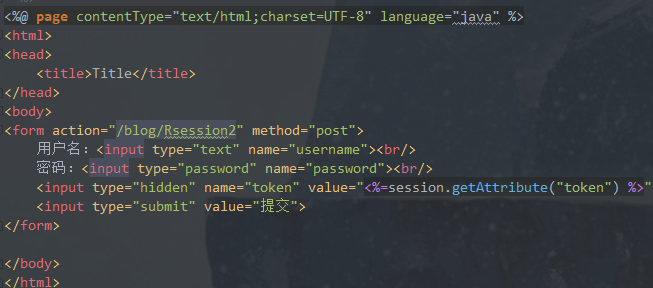 <%@ page contentType="text/html;charset=UTF-8" language="java" %>
<html>
<head>
    <title>Title</title>
</head>
<body>
<form action="/blog/Rsession2" method="post">
    用户名：<input type="text" name="username"><br/>
    密码：<input type="password" name="password"><br/>
    <input type="hidden" name="token" value="<%=session.getAttribute("token") %>"
    <input type="submit" value="提交">
</form>

</body>
</html>